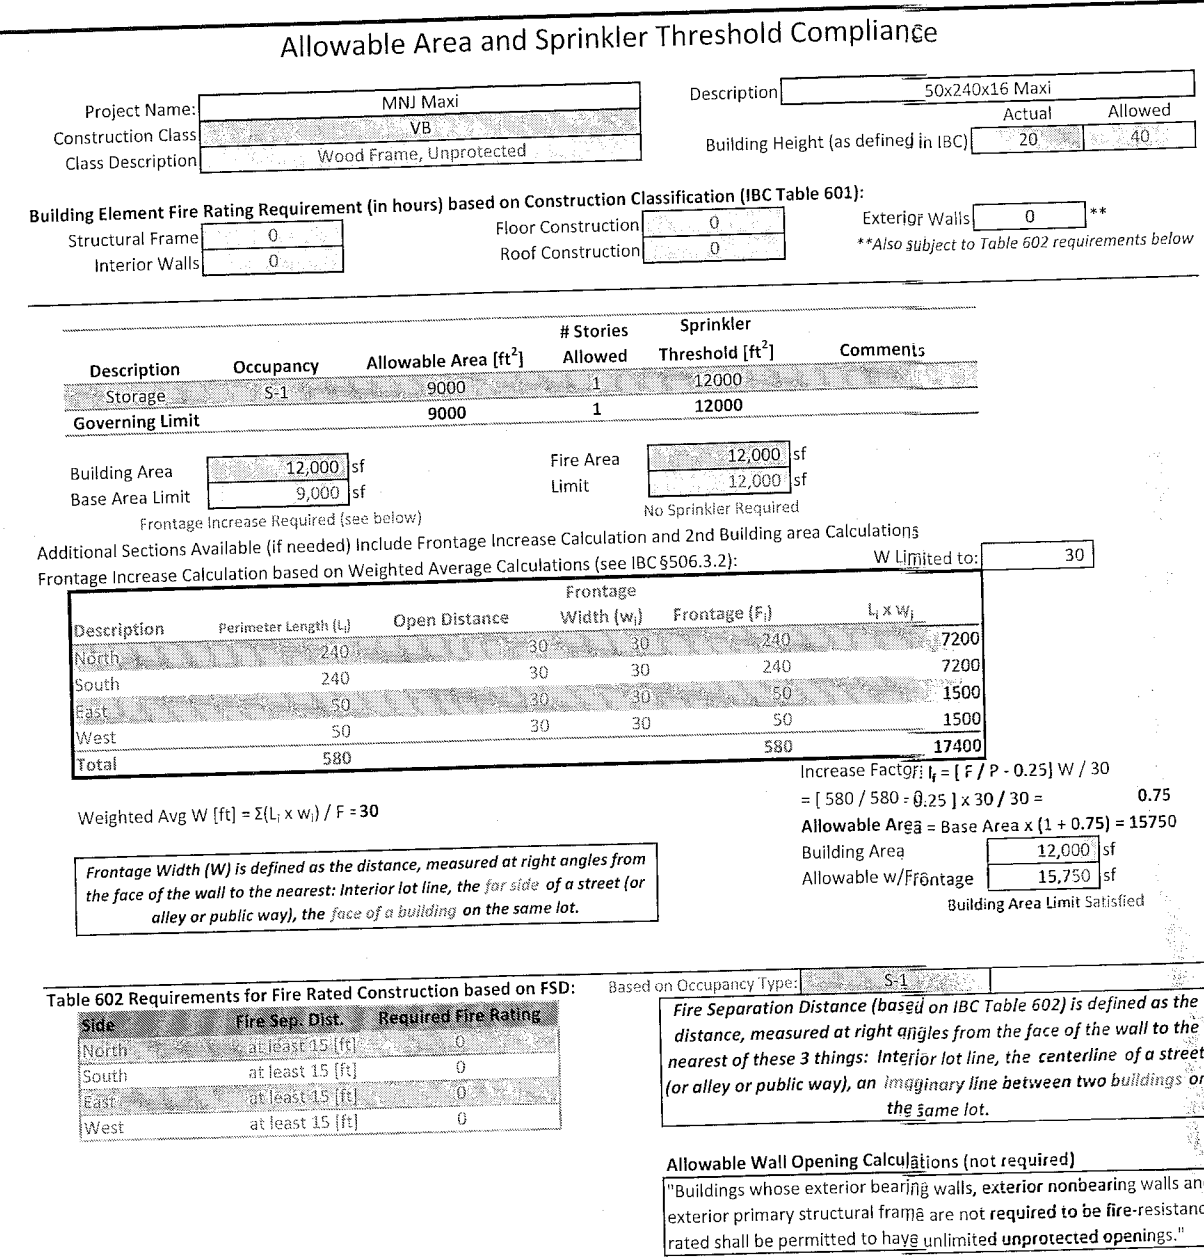 Allowable Area and Sprinkler Threshold Compliance
Project Name: MNJ Maxi
Description 50x240x16 Maxi
Construction Class VB
Actual Allowed
Class Description Wood Frame, Unprotected
Building Height (as defined in IBC) 20 40
Building Element Fire Rating Requirement (in hours) based on Construction Classification (IBC Table 601):
Structural Frame 0 Floor Construction 0 Exterior Walls 0 **
Interior Walls 0 Roof Construction 0 **Also subject to Table 602 requirements below
# Stories Sprinkler
Description Occupancy Allowable Area [ft²] Allowed Threshold [ft²] Comments
Storage S-1 9000 1 12000
Governing Limit 9000 1 12000
Building Area 12,000 sf Fire Area 12,000 sf
Base Area Limit 9,000 sf Limit 12,000 sf
Frontage Increase Required (see below) No Sprinkler Required
Additional Sections Available (if needed) Include Frontage Increase Calculation and 2nd Building area Calculations
Frontage Increase Calculation based on Weighted Average Calculations (see IBC §506.3.2): W Limited to: 30
Frontage
Description Perimeter Length (Lᵢ) Open Distance Width (wᵢ) Frontage (Fᵢ) Lᵢ x wᵢ
North 240 30 30 240 7200
South 240 30 30 240 7200
East 50 30 30 50 1500
West 50 30 30 50 1500
Total 580 580 17400
Increase Factor: I_f = [ F / P - 0.25] W / 30
Weighted Avg W [ft] = Σ(Lᵢ x wᵢ) / F = 30
= [ 580 / 580 - 0.25 ] x 30 / 30 = 0.75
Allowable Area = Base Area x (1 + 0.75) = 15750
Building Area 12,000 sf
Allowable w/Frontage 15,750 sf
Building Area Limit Satisfied
Frontage Width (W) is defined as the distance, measured at right angles from
the face of the wall to the nearest: Interior lot line, the far side of a street (or
alley or public way), the face of a building on the same lot.
Table 602 Requirements for Fire Rated Construction based on FSD: Based on Occupancy Type: S-1
Side Fire Sep. Dist. Required Fire Rating
North at least 15 [ft] 0
South at least 15 [ft] 0
East at least 15 [ft] 0
West at least 15 [ft] 0
Fire Separation Distance (based on IBC Table 602) is defined as the
distance, measured at right angles from the face of the wall to the
nearest of these 3 things: Interior lot line, the centerline of a street
(or alley or public way), an imaginary line between two buildings or
the same lot.
Allowable Wall Opening Calculations (not required)
"Buildings whose exterior bearing walls, exterior nonbearing walls an
exterior primary structural frame are not required to be fire-resistanc
rated shall be permitted to have unlimited unprotected openings."